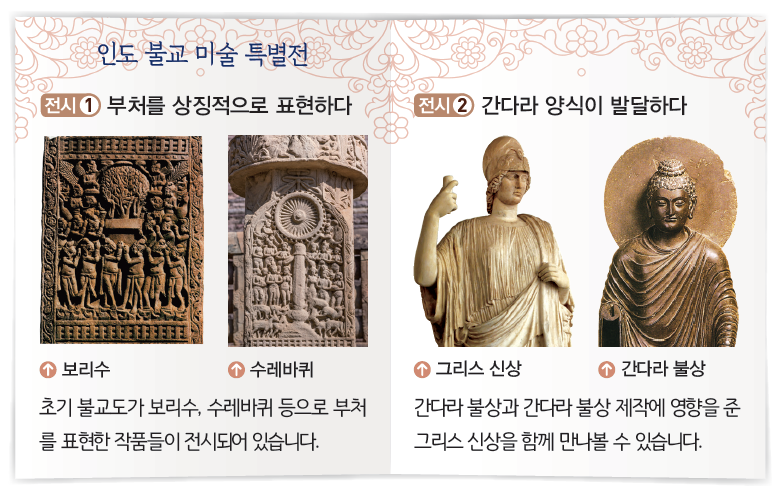 인도 불교 미술 특별전
전시 1 부처를 상징적으로 표현하다
보리수
수레바퀴
초기 불교도가 보리수, 수레바퀴 등으로 부처
를 표현한 작품들이 전시되어 있습니다.
전시 2 간다라 양식이 발달하다
그리스 신상
간다라 불상
간다라 불상과 간다라 불상 제작에 영향을 준
그리스 신상을 함께 만나볼 수 있습니다.